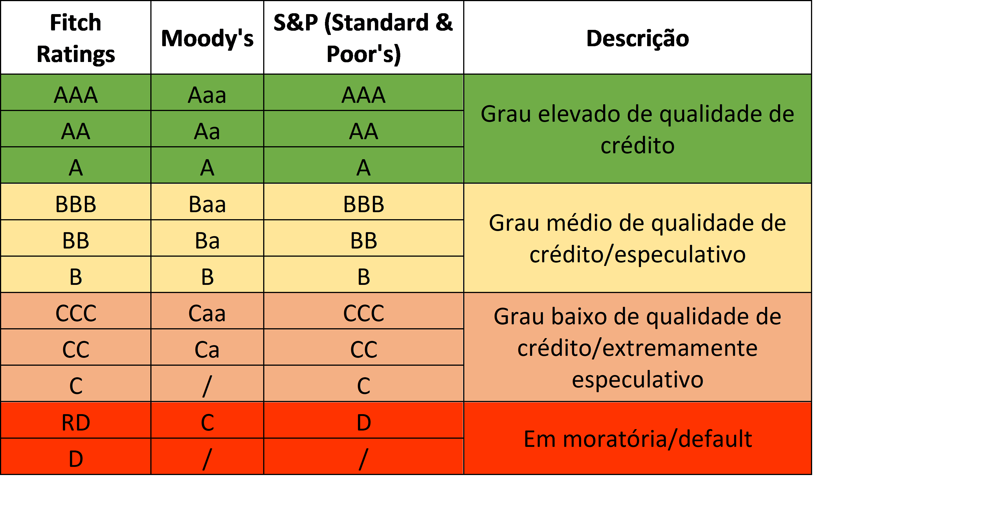 Fitch
Ratings
Moody's
S&P (Standard &
Poor's)
Descrição
AAA
Aaa
AAA
Grau elevado de qualidade de
crédito
AA
Aa
AA
A
A
A
BBB
Baa
BBB
Grau médio de qualidade de
crédito/especulativo
BB
Ba
BB
B
B
B
CCC
Caa
CCC
Grau baixo de qualidade de
crédito/extremamente
especulativo
CC
Ca
CC
C
/
C
RD
C
D
Em moratória/default
D
/
/